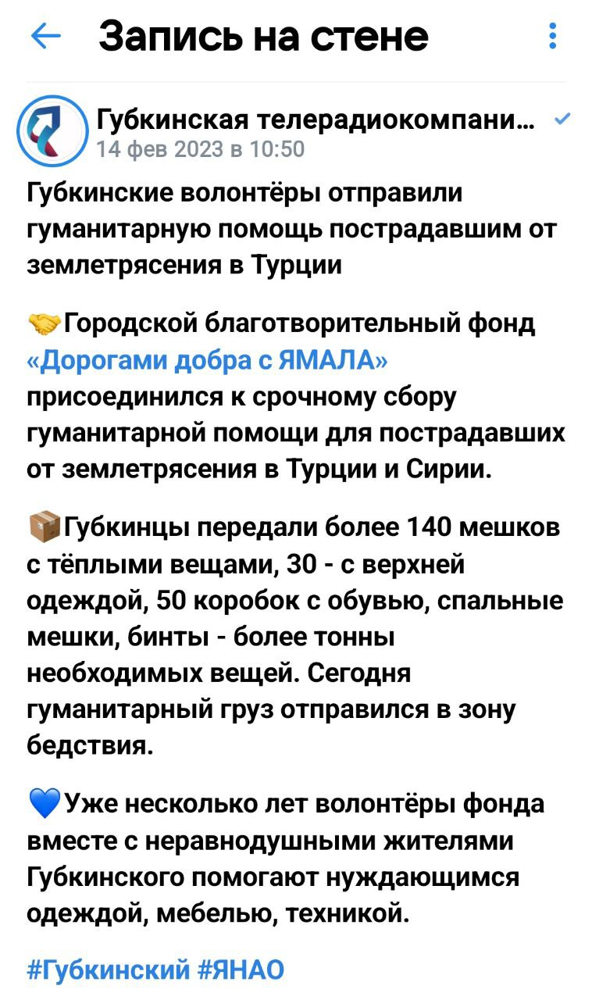 Запись на стене
Губкинская телерадиокомпани...
14 фев 2023 в 10:50
Губкинские волонтёры отправили
гуманитарную помощь пострадавшим от
землетрясения в Турции
🤝Городской благотворительный фонд
«Дорогами добра с ЯМАЛА»
присоединился к срочному сбору
гуманитарной помощи для пострадавших
от землетрясения в Турции и Сирии.
📦Губкинцы передали более 140 мешков
с тёплыми вещами, 30 - с верхней
одеждой, 50 коробок с обувью, спальные
мешки, бинты - более тонны
необходимых вещей. Сегодня
гуманитарный груз отправился в зону
бедствия.
💙Уже несколько лет волонтёры фонда
вместе с неравнодушными жителями
Губкинского помогают нуждающимся
одеждой, мебелью, техникой.
#Губкинский #ЯНАО